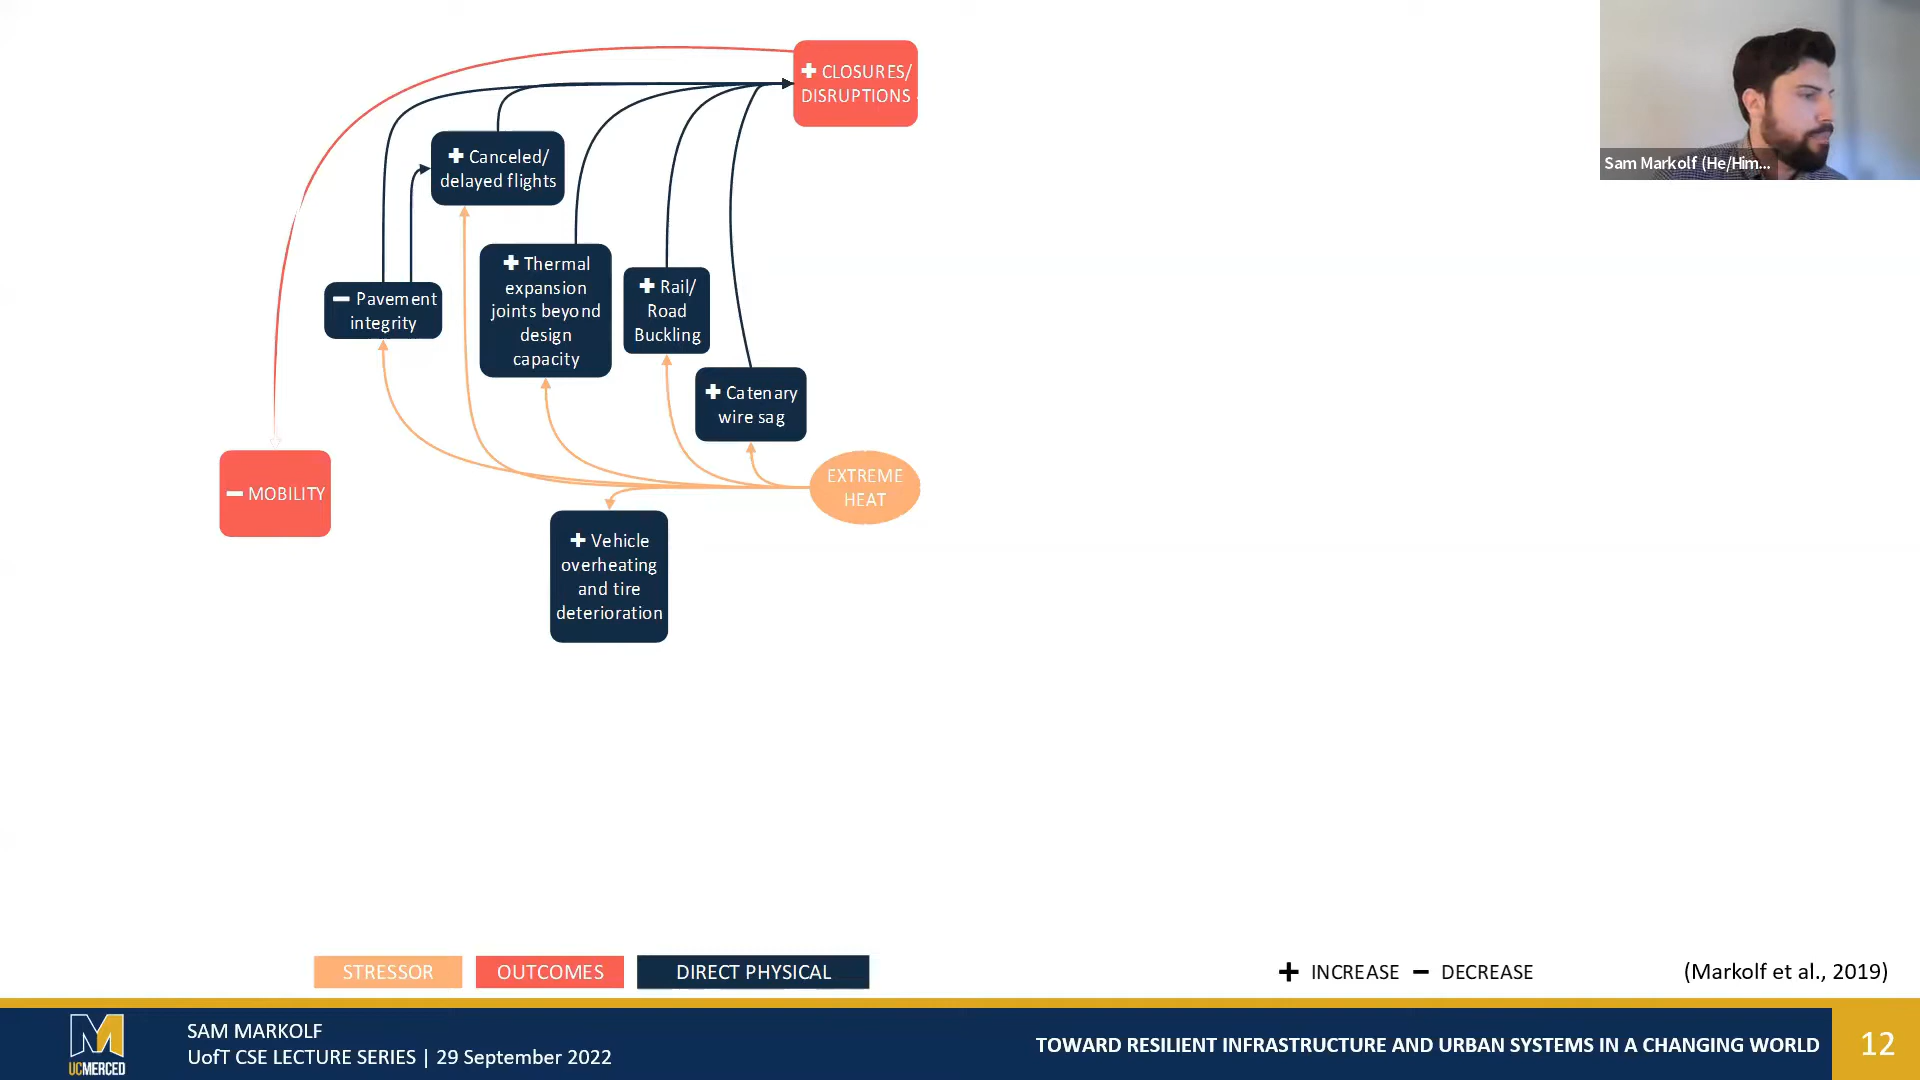 + CLOSURES/
DISRUPTIONS
Sam Markolf (He/Him...
+ Canceled/
delayed flights
+ Thermal
expansion
joints beyond
design
capacity
+ Rail/
Road
Buckling
− Pavement
integrity
+ Catenary
wire sag
EXTREME
HEAT
− MOBILITY
+ Vehicle
overheating
and tire
deterioration
STRESSOR
OUTCOMES
DIRECT PHYSICAL
+ INCREASE − DECREASE
(Markolf et al., 2019)
UCMERCED
SAM MARKOLF
UofT CSE LECTURE SERIES | 29 September 2022
TOWARD RESILIENT INFRASTRUCTURE AND URBAN SYSTEMS IN A CHANGING WORLD
12